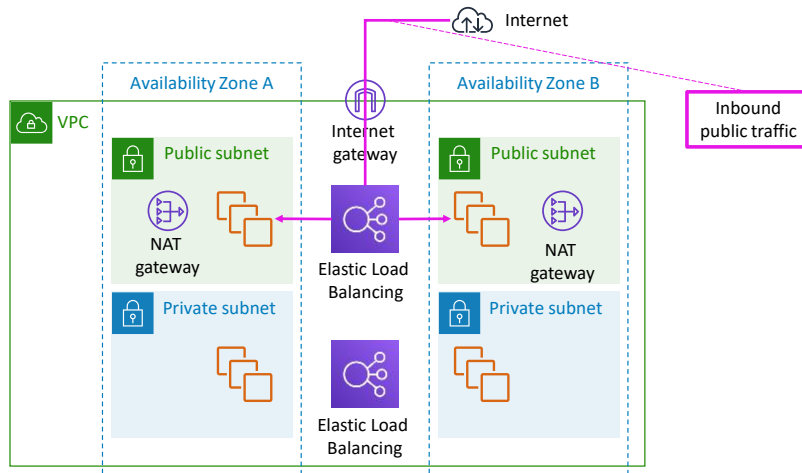 Internet
Availability Zone A
Availability Zone B
Inbound
public traffic
VPC
Internet
gateway
Public subnet
Public subnet
NAT
gateway
NAT
gateway
Elastic Load
Balancing
Private subnet
Private subnet
Elastic Load
Balancing